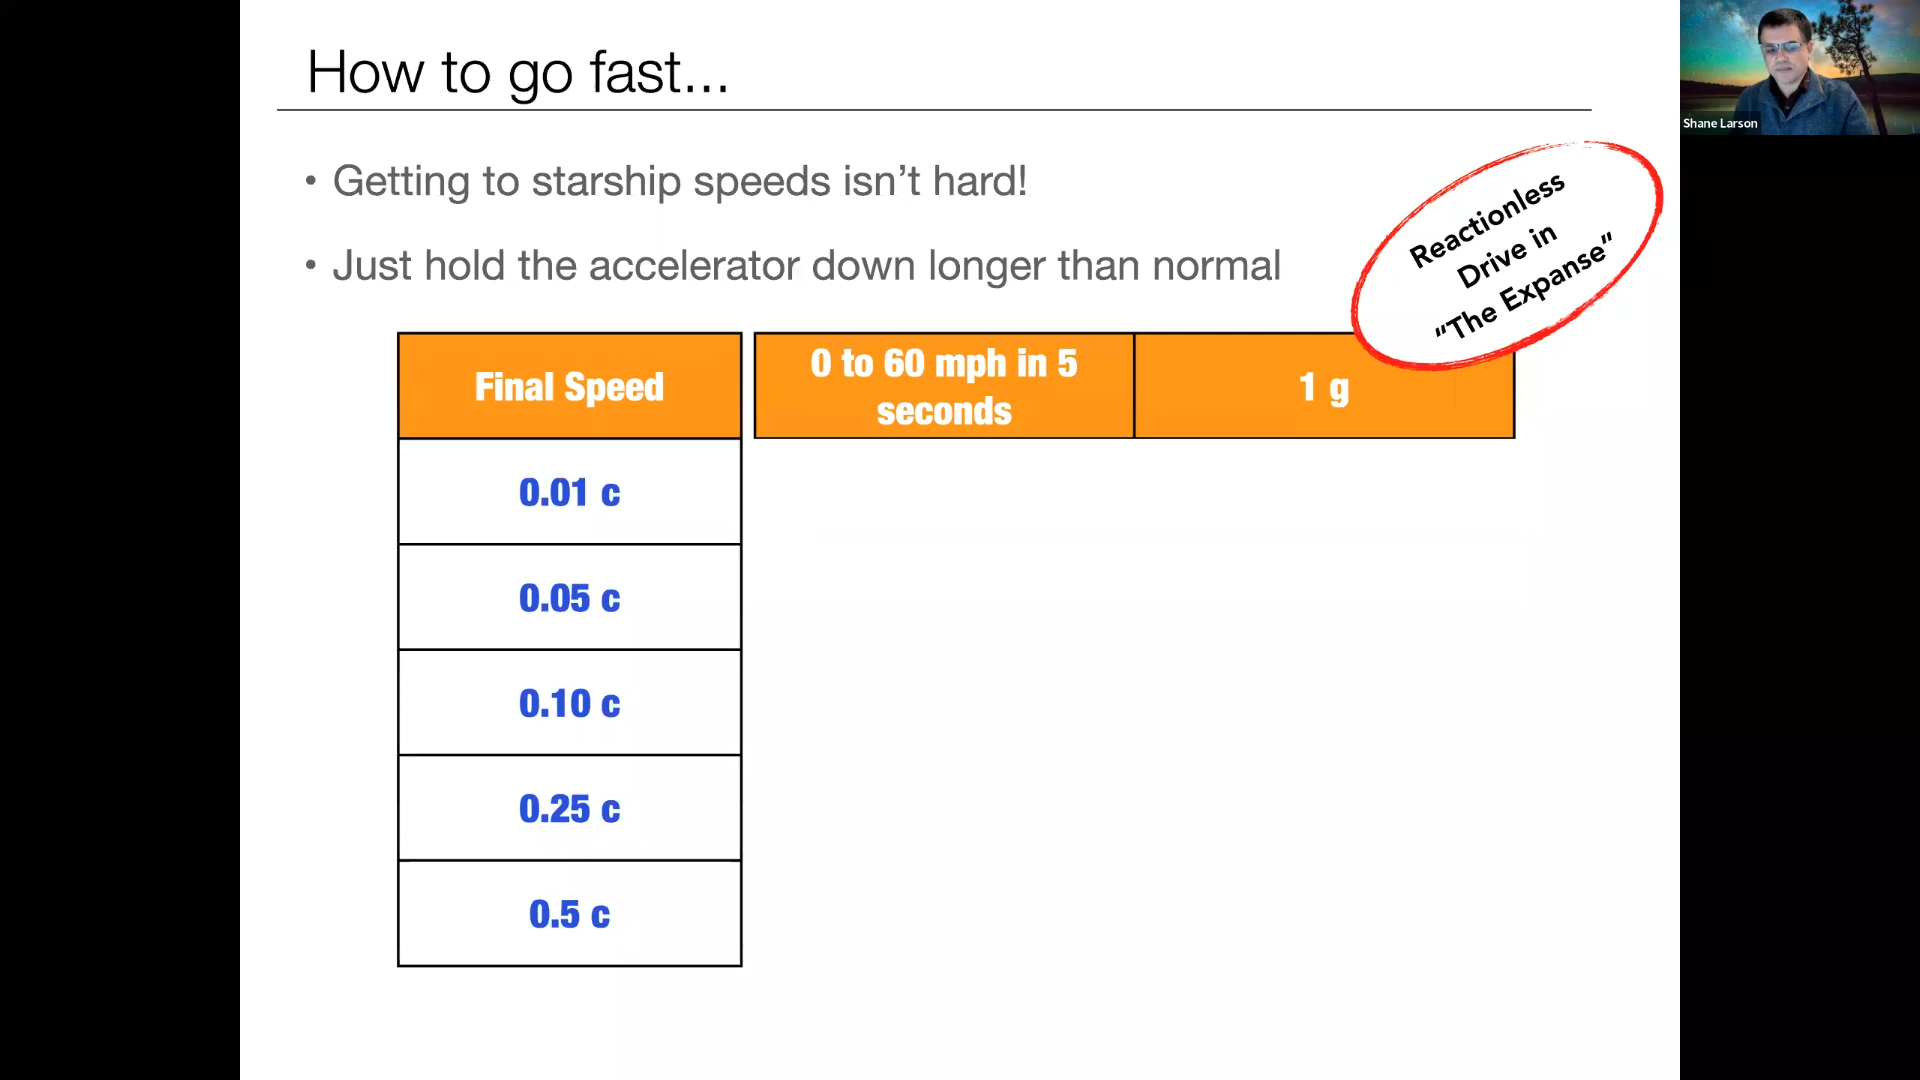 How to go fast...
Shane Larson
• Getting to starship speeds isn’t hard!
• Just hold the accelerator down longer than normal
Reactionless
Drive in
“The Expanse”
Final Speed
0 to 60 mph in 5
seconds
1 g
0.01 c
0.05 c
0.10 c
0.25 c
0.5 c